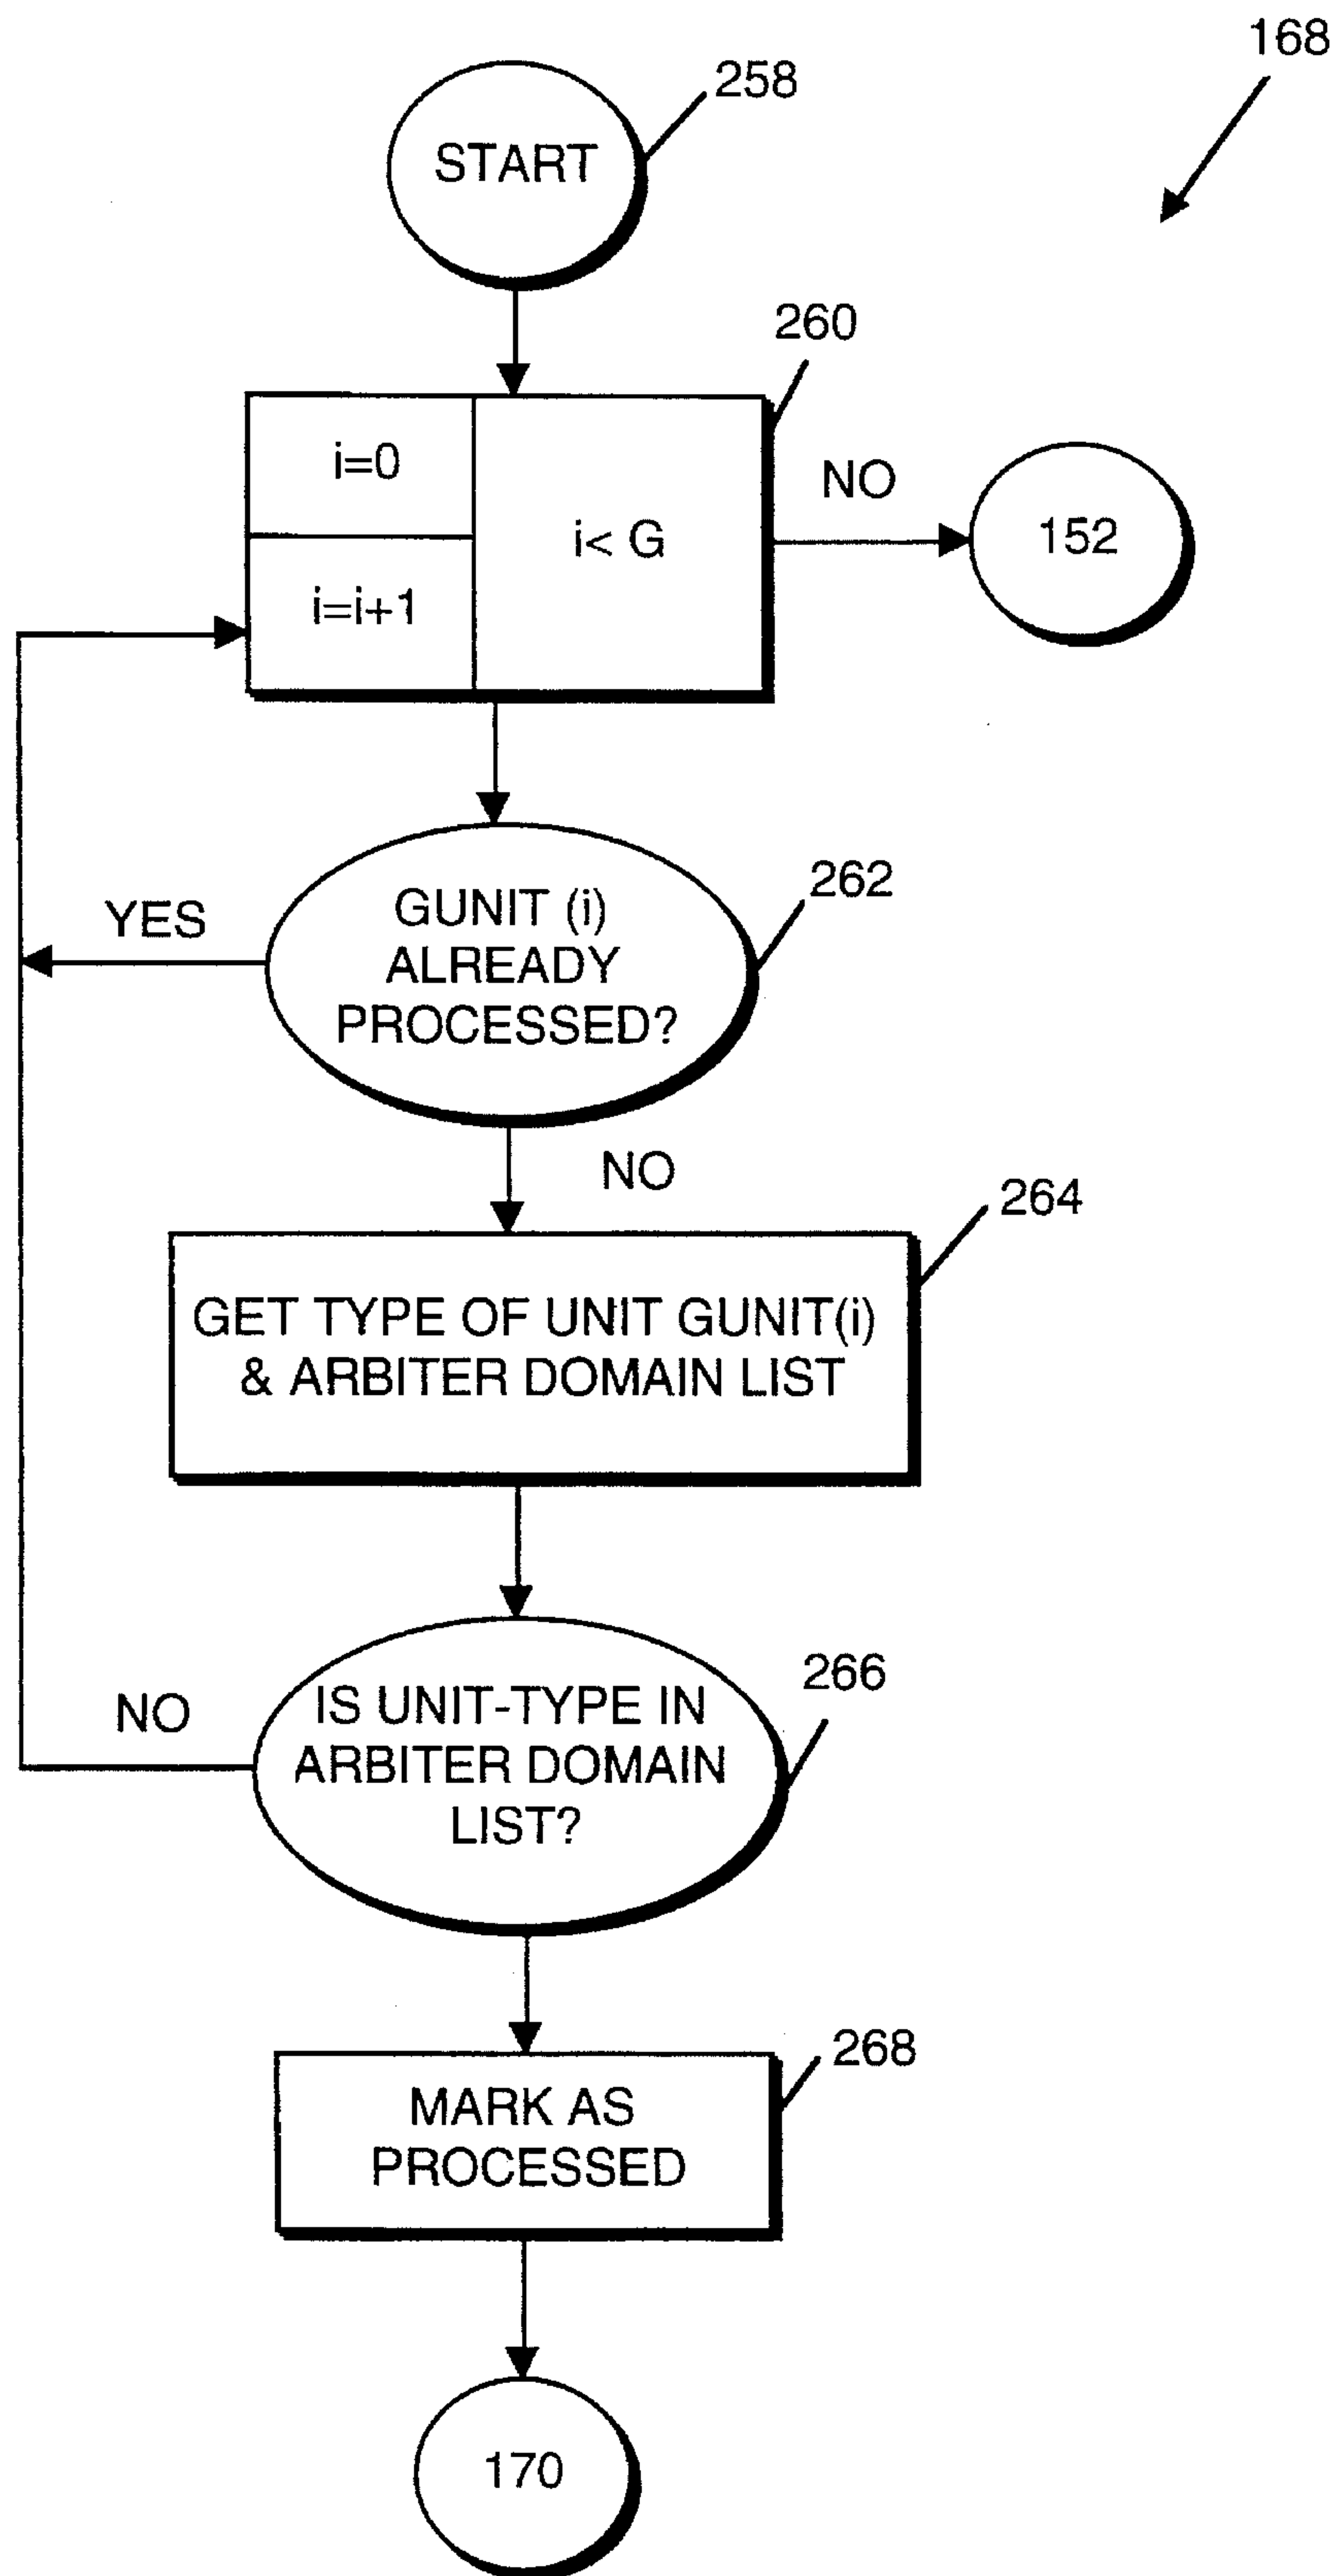 168
258
START
260
i=0
i< G
NO
152
i=i+1
262
YES
GUNIT (i)
ALREADY
PROCESSED?
NO
264
GET TYPE OF UNIT GUNIT(i)
& ARBITER DOMAIN LIST
266
NO
IS UNIT-TYPE IN
ARBITER DOMAIN
LIST?
268
MARK AS
PROCESSED
170